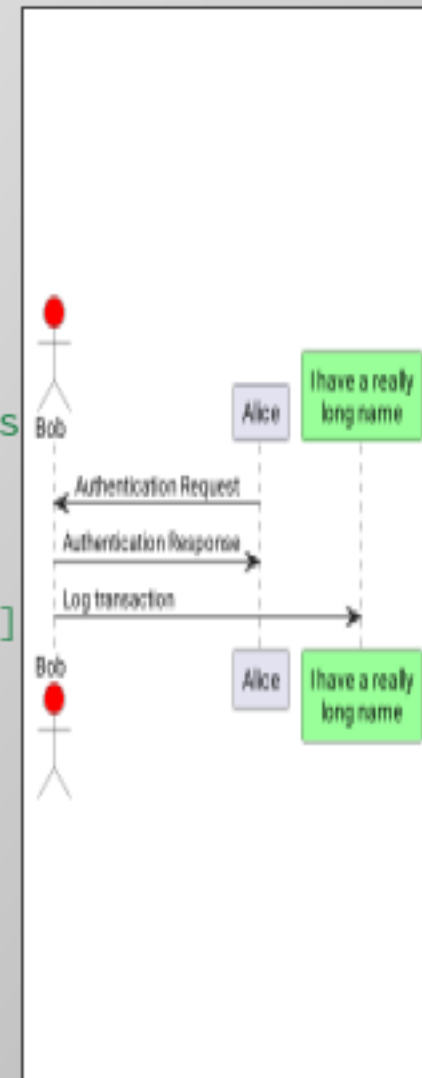 I have a really
long name
Alice
s
Bob
Authentication Request
Authentication Response
Log transaction
]
Bob
Alice
I have a really
long name